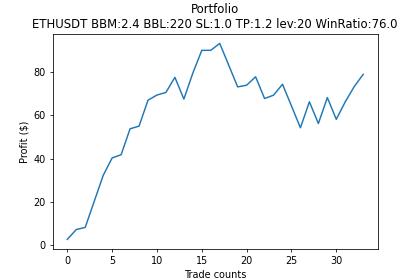 Portfolio
ETHUSDT BBM:2.4 BBL:220 SL:1.0 TP:1.2 lev:20 WinRatio:76.0
80
60
40
20
0
Profit ($)
0 5 10 15 20 25 30
Trade counts